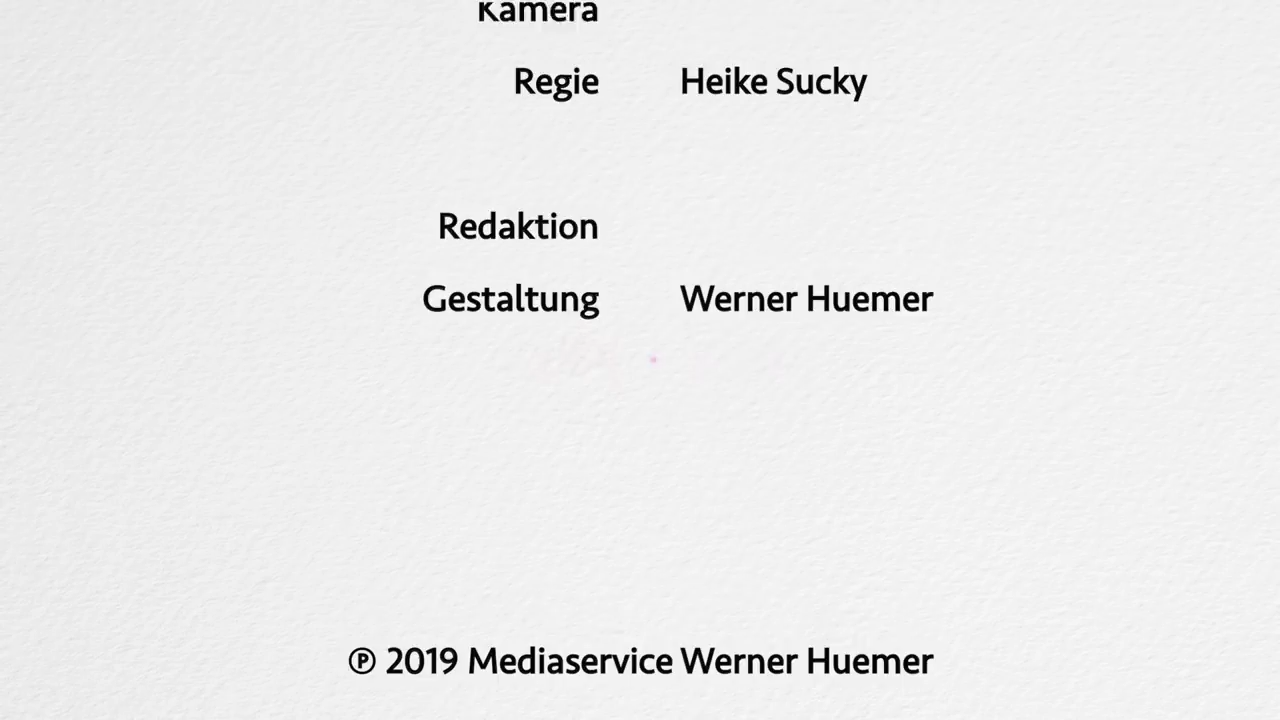 Kamera
Regie Heike Sucky
Redaktion
Gestaltung Werner Huemer
℗ 2019 Mediaservice Werner Huemer